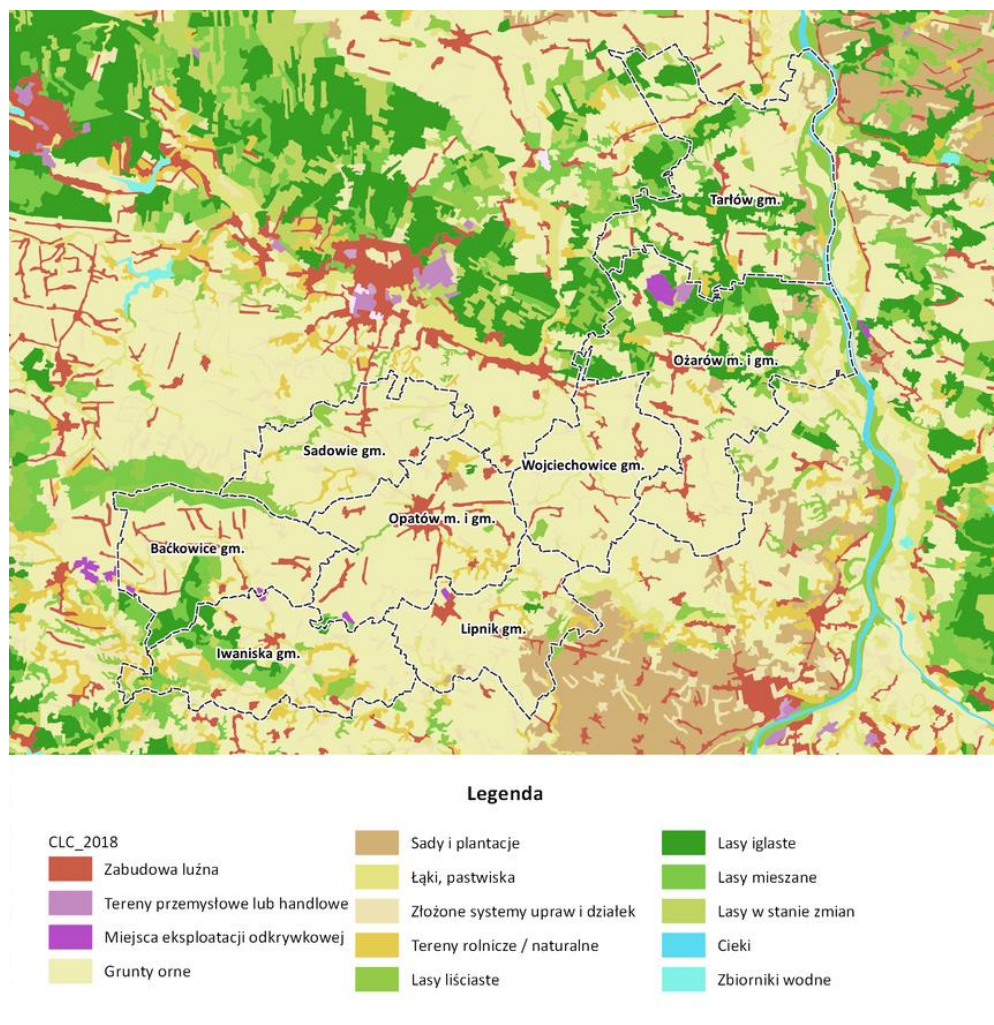 Tarłów gm.
Ożarów m. i gm.
Sadowie gm.
Wojciechowice gm.
Opatów m. i gm.
Baćkowice gm.
Lipnik gm.
Iwaniska gm.
Legenda
CLC_2018
Zabudowa luźna
Tereny przemysłowe lub handlowe
Miejsca eksploatacji odkrywkowej
Grunty orne
Sady i plantacje
Łąki, pastwiska
Złożone systemy upraw i działek
Tereny rolnicze / naturalne
Lasy liściaste
Lasy iglaste
Lasy mieszane
Lasy w stanie zmian
Cieki
Zbiorniki wodne